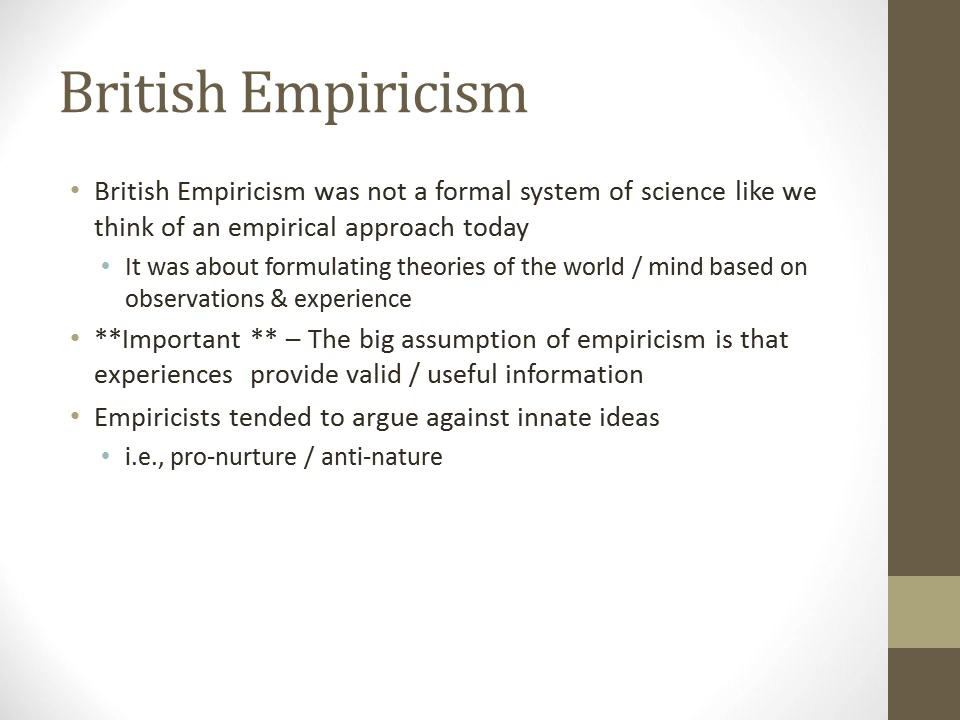 British Empiricism
• British Empiricism was not a formal system of science like we
think of an empirical approach today
• It was about formulating theories of the world / mind based on
observations & experience
• **Important ** – The big assumption of empiricism is that
experiences  provide valid / useful information
• Empiricists tended to argue against innate ideas
• i.e., pro-nurture / anti-nature